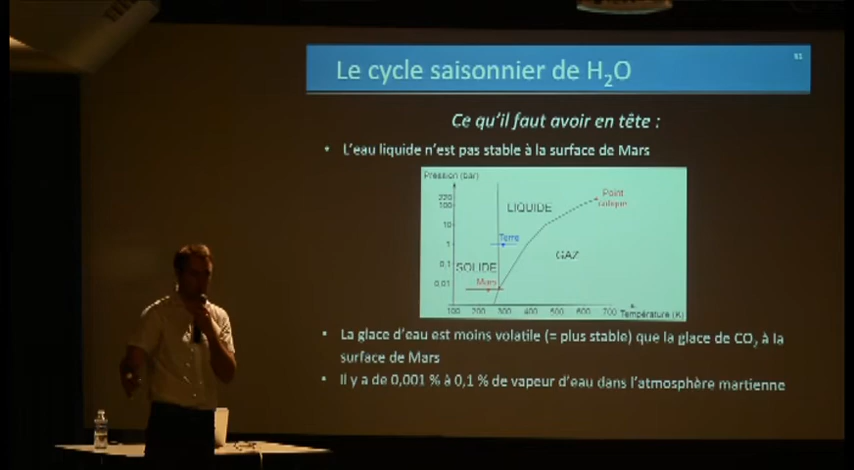 51
Le cycle saisonnier de H₂O
Ce qu'il faut avoir en tête :
• L'eau liquide n'est pas stable à la surface de Mars
Pression (bar)
220
100
10
1
0,1
0,01
LIQUIDE
Point
critique
Terre
GAZ
SOLIDE
Mars
100 200 300 400 500 600 700 Température (K)
• La glace d'eau est moins volatile (= plus stable) que la glace de CO₂ à la
surface de Mars
• Il y a de 0,001 % à 0,1 % de vapeur d'eau dans l'atmosphère martienne